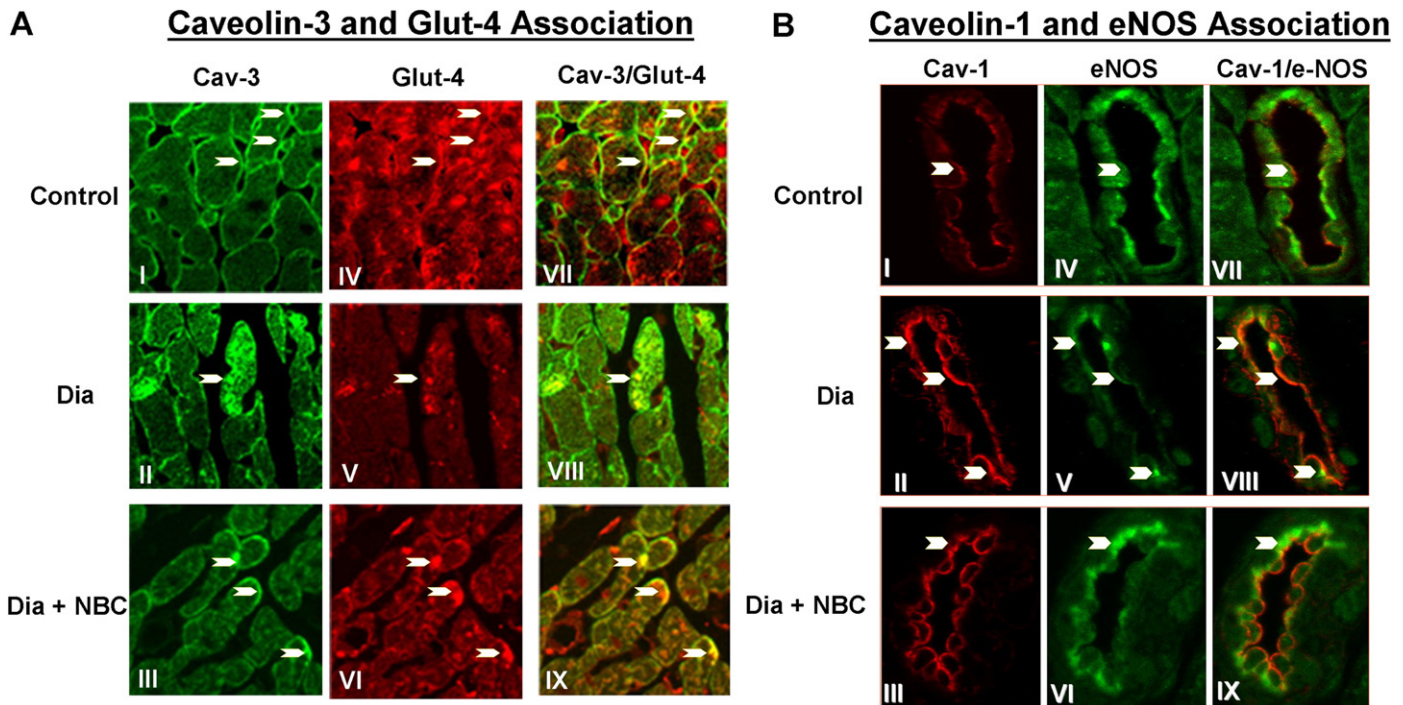 A
Caveolin-3 and Glut-4 Association
Cav-3
Glut-4
Cav-3/Glut-4
Control
I
IV
VII
Dia
II
V
VIII
Dia + NBC
III
VI
IX
B
Caveolin-1 and eNOS Association
Cav-1
eNOS
Cav-1/e-NOS
Control
I
IV
VII
Dia
II
V
VIII
Dia + NBC
III
VI
IX